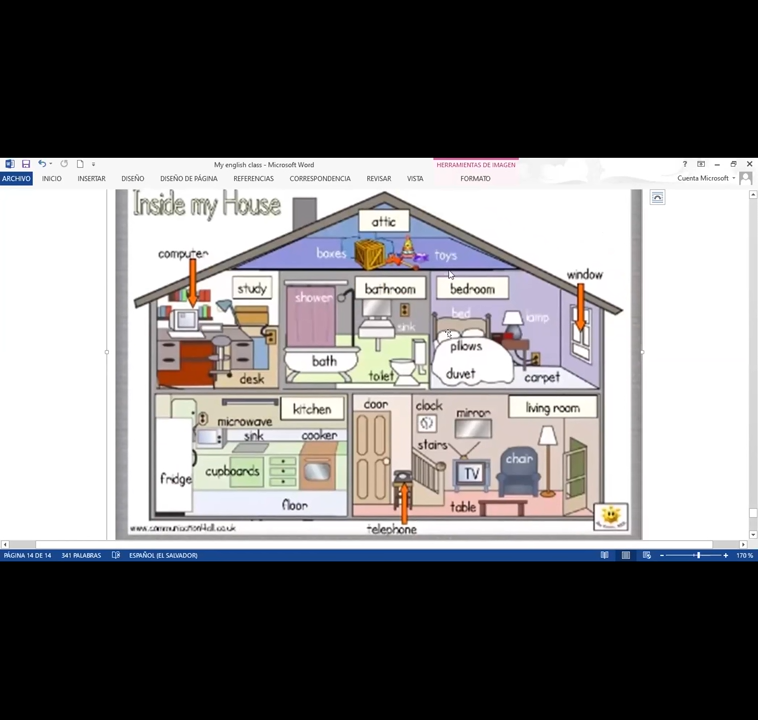 My english class - Microsoft Word
HERRAMIENTAS DE IMAGEN
ARCHIVO INICIO INSERTAR DISEÑO DISEÑO DE PÁGINA REFERENCIAS CORRESPONDENCIA REVISAR VISTA FORMATO
Cuenta Microsoft
Inside my House
attic
boxes
toys
computer
window
study
shower
bathroom
bedroom
bed
lamp
sink
pillows
bath
toilet
duvet
carpet
desk
kitchen
door
clock
mirror
living room
microwave
sink
cooker
stairs
chair
TV
cupboards
fridge
floor
table
www.communication4all.co.uk
telephone
PÁGINA 14 DE 14
341 PALABRAS
ESPAÑOL (EL SALVADOR)
170 %